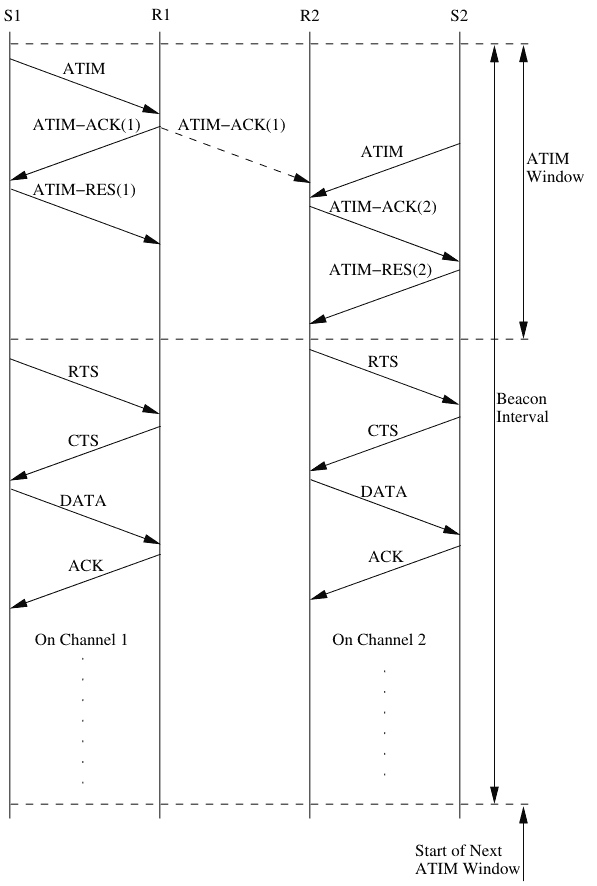 S1 R1 R2 S2
ATIM
ATIM−ACK(1) ATIM−ACK(1)
ATIM
ATIM
Window
ATIM−RES(1)
ATIM−ACK(2)
ATIM−RES(2)
RTS
RTS
Beacon
Interval
CTS
CTS
DATA
DATA
ACK
ACK
On Channel 1
On Channel 2
Start of Next
ATIM Window